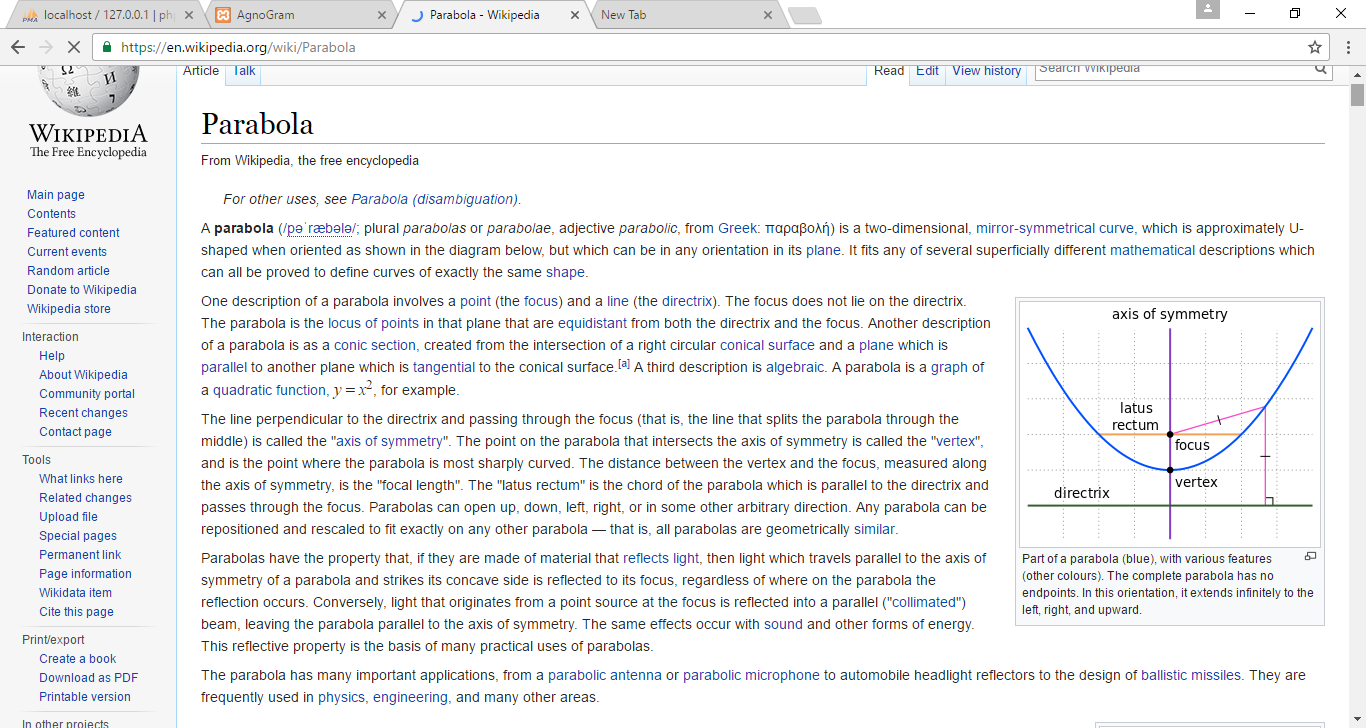 localhost / 127.0.0.1 | ph
AgnoGram
Parabola - Wikipedia
New Tab
https://en.wikipedia.org/wiki/Parabola
Article
Talk
Read
Edit
View history
Search Wikipedia
WIKIPEDIA
The Free Encyclopedia
Main page
Contents
Featured content
Current events
Random article
Donate to Wikipedia
Wikipedia store
Interaction
Help
About Wikipedia
Community portal
Recent changes
Contact page
Tools
What links here
Related changes
Upload file
Special pages
Permanent link
Page information
Wikidata item
Cite this page
Print/export
Create a book
Download as PDF
Printable version
In other projects
Parabola
From Wikipedia, the free encyclopedia
For other uses, see Parabola (disambiguation).
A parabola (/pəˈræbələ/; plural parabolas or parabolae, adjective parabolic, from Greek: παραβολή) is a two-dimensional, mirror-symmetrical curve, which is approximately U-
shaped when oriented as shown in the diagram below, but which can be in any orientation in its plane. It fits any of several superficially different mathematical descriptions which
can all be proved to define curves of exactly the same shape.
One description of a parabola involves a point (the focus) and a line (the directrix). The focus does not lie on the directrix.
The parabola is the locus of points in that plane that are equidistant from both the directrix and the focus. Another description
of a parabola is as a conic section, created from the intersection of a right circular conical surface and a plane which is
parallel to another plane which is tangential to the conical surface.[a] A third description is algebraic. A parabola is a graph of
a quadratic function, y = x², for example.
The line perpendicular to the directrix and passing through the focus (that is, the line that splits the parabola through the
middle) is called the "axis of symmetry". The point on the parabola that intersects the axis of symmetry is called the "vertex",
and is the point where the parabola is most sharply curved. The distance between the vertex and the focus, measured along
the axis of symmetry, is the "focal length". The "latus rectum" is the chord of the parabola which is parallel to the directrix and
passes through the focus. Parabolas can open up, down, left, right, or in some other arbitrary direction. Any parabola can be
repositioned and rescaled to fit exactly on any other parabola — that is, all parabolas are geometrically similar.
Parabolas have the property that, if they are made of material that reflects light, then light which travels parallel to the axis of
symmetry of a parabola and strikes its concave side is reflected to its focus, regardless of where on the parabola the
reflection occurs. Conversely, light that originates from a point source at the focus is reflected into a parallel ("collimated")
beam, leaving the parabola parallel to the axis of symmetry. The same effects occur with sound and other forms of energy.
This reflective property is the basis of many practical uses of parabolas.
The parabola has many important applications, from a parabolic antenna or parabolic microphone to automobile headlight reflectors to the design of ballistic missiles. They are
frequently used in physics, engineering, and many other areas.
axis of symmetry
latus
rectum
focus
vertex
directrix
Part of a parabola (blue), with various features
(other colours). The complete parabola has no
endpoints. In this orientation, it extends infinitely to the
left, right, and upward.